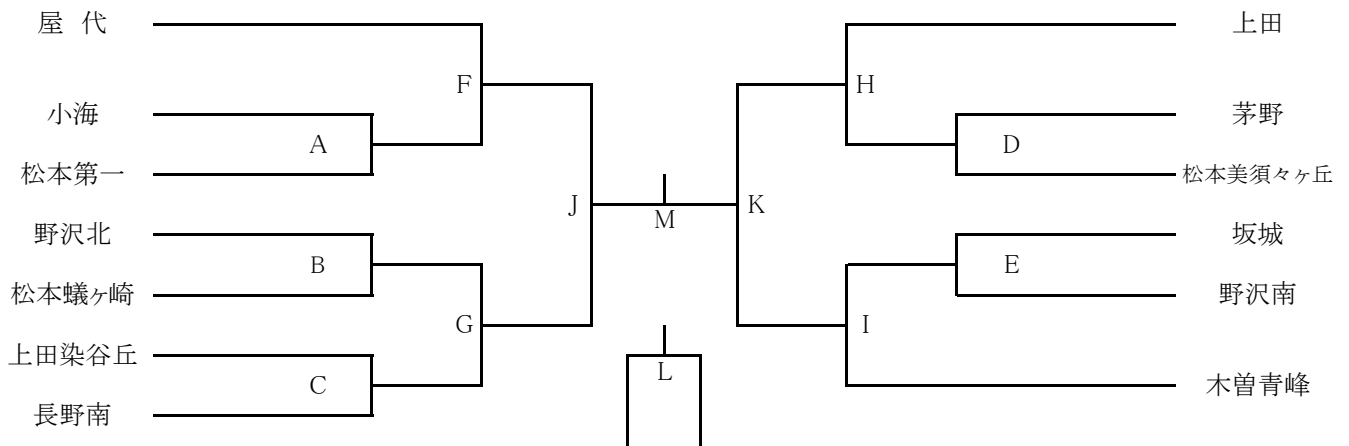 屋 代
小海
松本第一
野沢北
松本蟻ヶ崎
上田染谷丘
長野南
A
B
C
F
G
J
M
L
K
H
I
D
E
上田
茅野
松本美須々ヶ丘
坂城
野沢南
木曽青峰